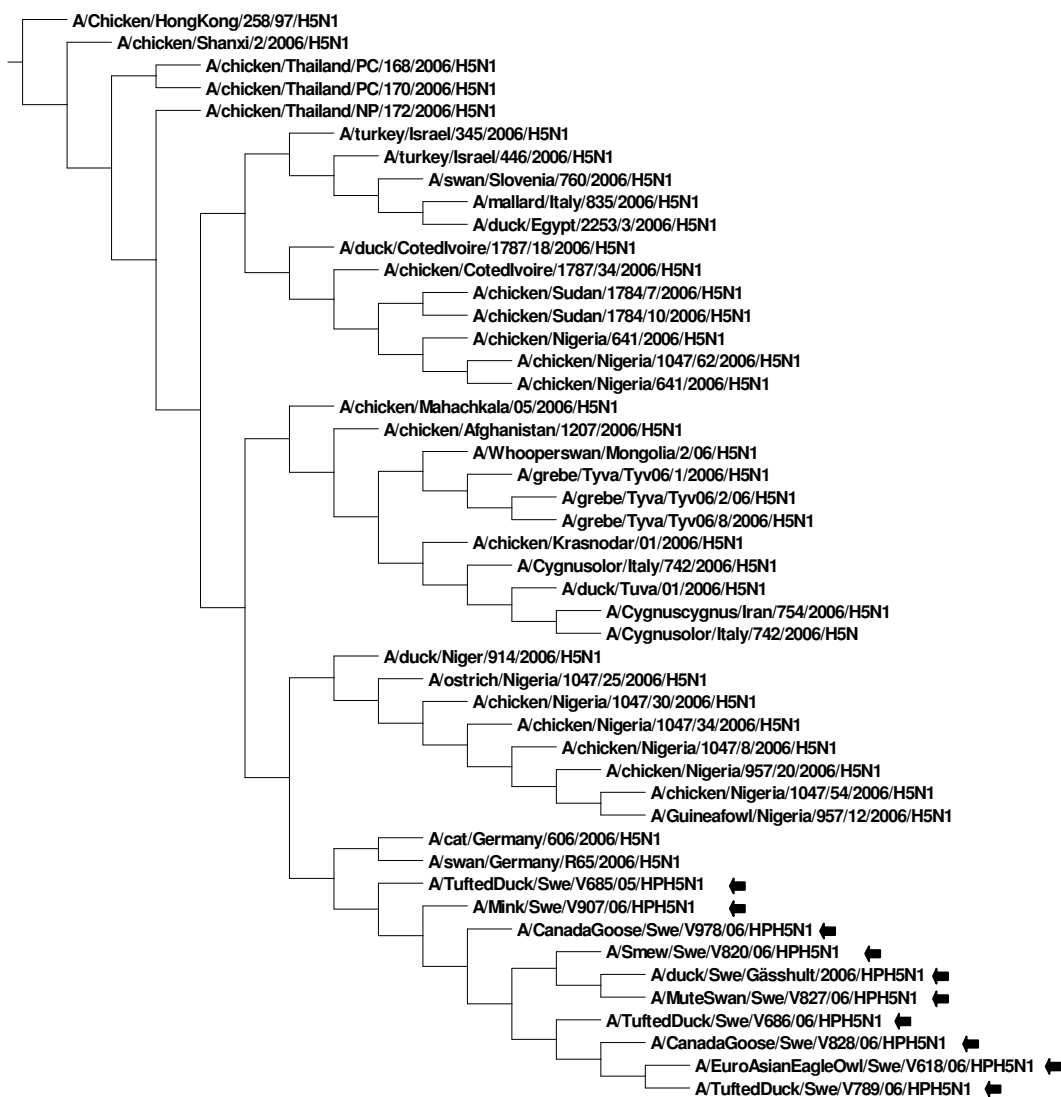 A/Chicken/HongKong/258/97/H5N1
A/chicken/Shanxi/2/2006/H5N1
A/chicken/Thailand/PC/168/2006/H5N1
A/chicken/Thailand/PC/170/2006/H5N1
A/chicken/Thailand/NP/172/2006/H5N1
A/turkey/Israel/345/2006/H5N1
A/turkey/Israel/446/2006/H5N1
A/swan/Slovenia/760/2006/H5N1
A/mallard/Italy/835/2006/H5N1
A/duck/Egypt/2253/3/2006/H5N1
A/duck/CotedIvoire/1787/18/2006/H5N1
A/chicken/CotedIvoire/1787/34/2006/H5N1
A/chicken/Sudan/1784/7/2006/H5N1
A/chicken/Sudan/1784/10/2006/H5N1
A/chicken/Nigeria/641/2006/H5N1
A/chicken/Nigeria/1047/62/2006/H5N1
A/chicken/Nigeria/641/2006/H5N1
A/chicken/Mahachkala/05/2006/H5N1
A/chicken/Afghanistan/1207/2006/H5N1
A/Whooperswan/Mongolia/2/06/H5N1
A/grebe/Tyva/Tyv06/1/2006/H5N1
A/grebe/Tyva/Tyv06/2/06/H5N1
A/grebe/Tyva/Tyv06/8/2006/H5N1
A/chicken/Krasnodar/01/2006/H5N1
A/Cygnusolor/Italy/742/2006/H5N1
A/duck/Tuva/01/2006/H5N1
A/Cygnuscygnus/Iran/754/2006/H5N1
A/Cygnusolor/Italy/742/2006/H5N
A/duck/Niger/914/2006/H5N1
A/ostrich/Nigeria/1047/25/2006/H5N1
A/chicken/Nigeria/1047/30/2006/H5N1
A/chicken/Nigeria/1047/34/2006/H5N1
A/chicken/Nigeria/1047/8/2006/H5N1
A/chicken/Nigeria/957/20/2006/H5N1
A/chicken/Nigeria/1047/54/2006/H5N1
A/Guineafowl/Nigeria/957/12/2006/H5N1
A/cat/Germany/606/2006/H5N1
A/swan/Germany/R65/2006/H5N1
A/TuftedDuck/Swe/V685/05/HPH5N1
A/Mink/Swe/V907/06/HPH5N1
A/CanadaGoose/Swe/V978/06/HPH5N1
A/Smew/Swe/V820/06/HPH5N1
A/duck/Swe/Gässhult/2006/HPH5N1
A/MuteSwan/Swe/V827/06/HPH5N1
A/TuftedDuck/Swe/V686/06/HPH5N1
A/CanadaGoose/Swe/V828/06/HPH5N1
A/EuroAsianEagleOwl/Swe/V618/06/HPH5N1
A/TuftedDuck/Swe/V789/06/HPH5N1